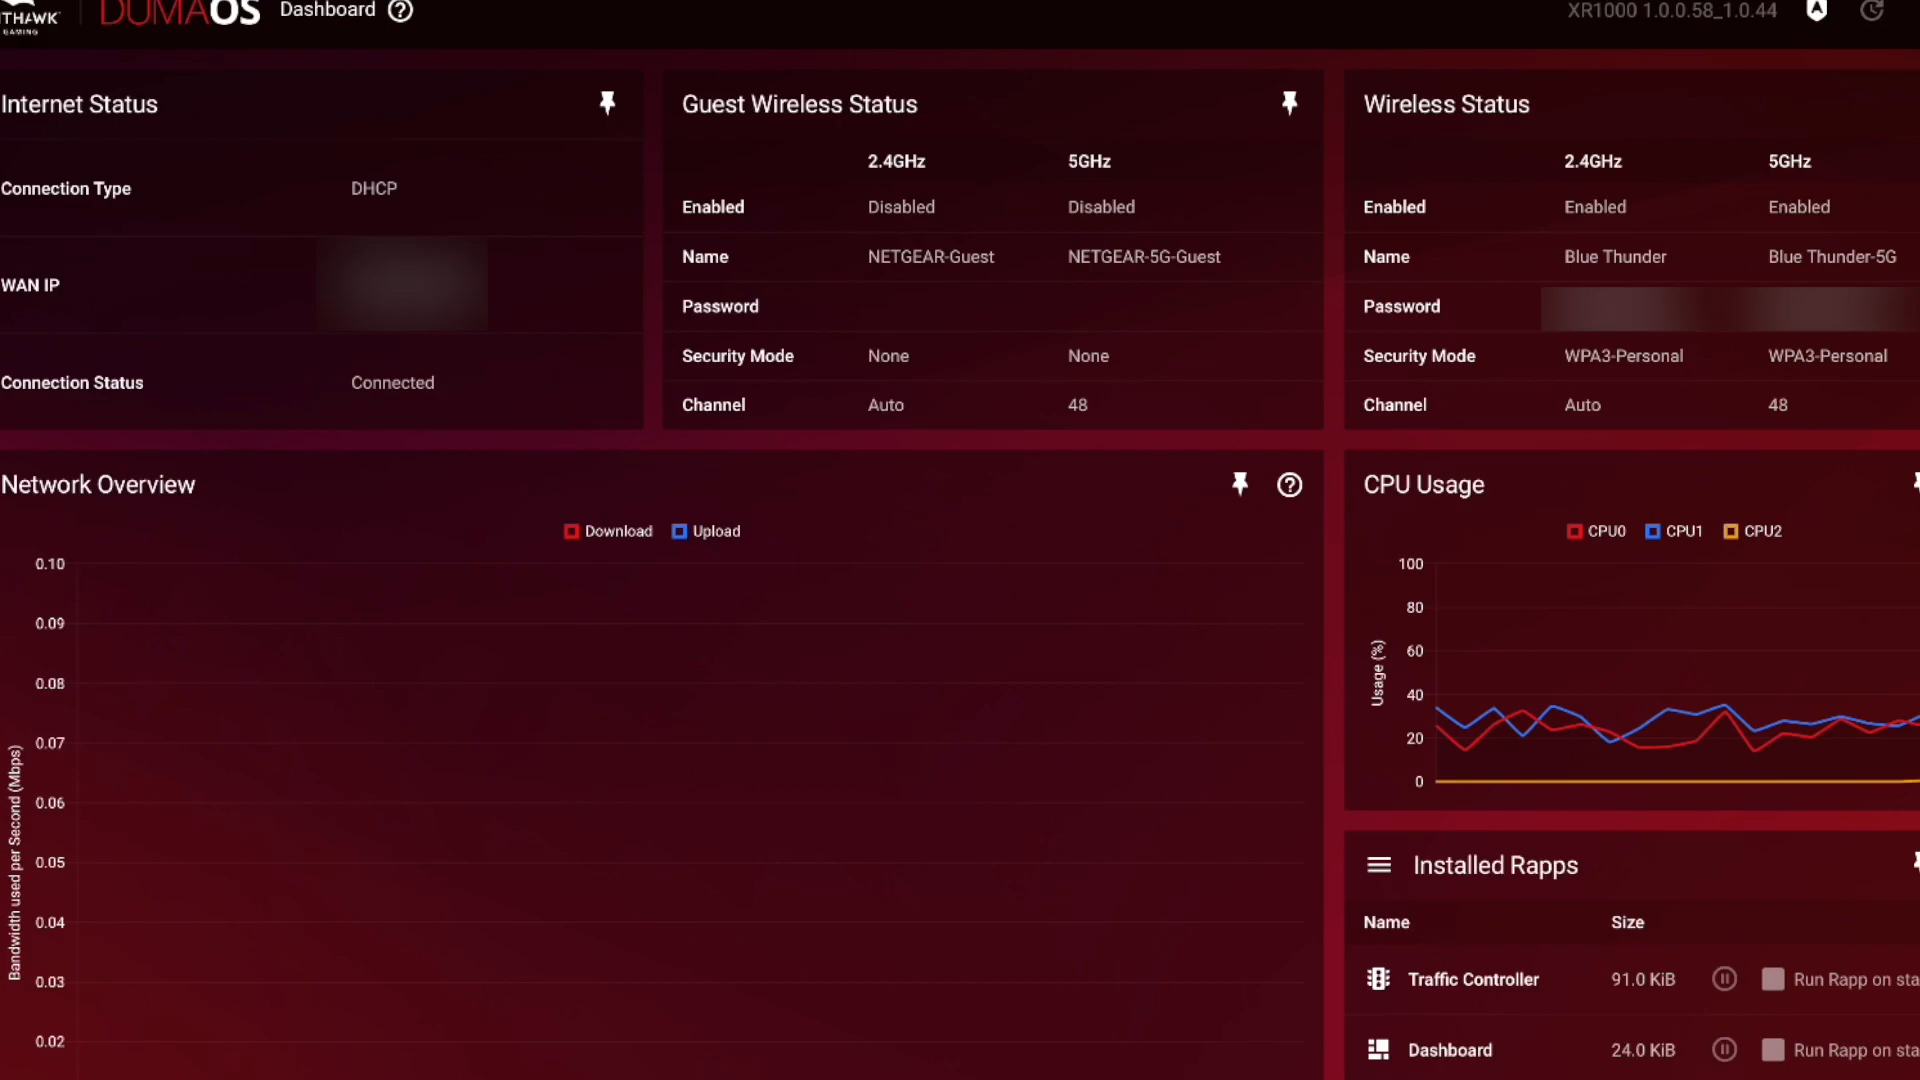 THAWK
GAMING
DUMAOS
Dashboard
XR1000 1.0.0.58_1.0.44
A
Internet Status
Connection Type DHCP
WAN IP
Connection Status Connected
Guest Wireless Status
2.4GHz 5GHz
Enabled Disabled Disabled
Name NETGEAR-Guest NETGEAR-5G-Guest
Password
Security Mode None None
Channel Auto 48
Wireless Status
2.4GHz 5GHz
Enabled Enabled Enabled
Name Blue Thunder Blue Thunder-5G
Password
Security Mode WPA3-Personal WPA3-Personal
Channel Auto 48
Network Overview
Download Upload
Bandwidth used per Second (Mbps)
0.10
0.09
0.08
0.07
0.06
0.05
0.04
0.03
0.02
CPU Usage
CPU0 CPU1 CPU2
Usage (%)
100
80
60
40
20
0
Installed Rapps
Name Size
Traffic Controller 91.0 KiB Run Rapp on sta
Dashboard 24.0 KiB Run Rapp on sta